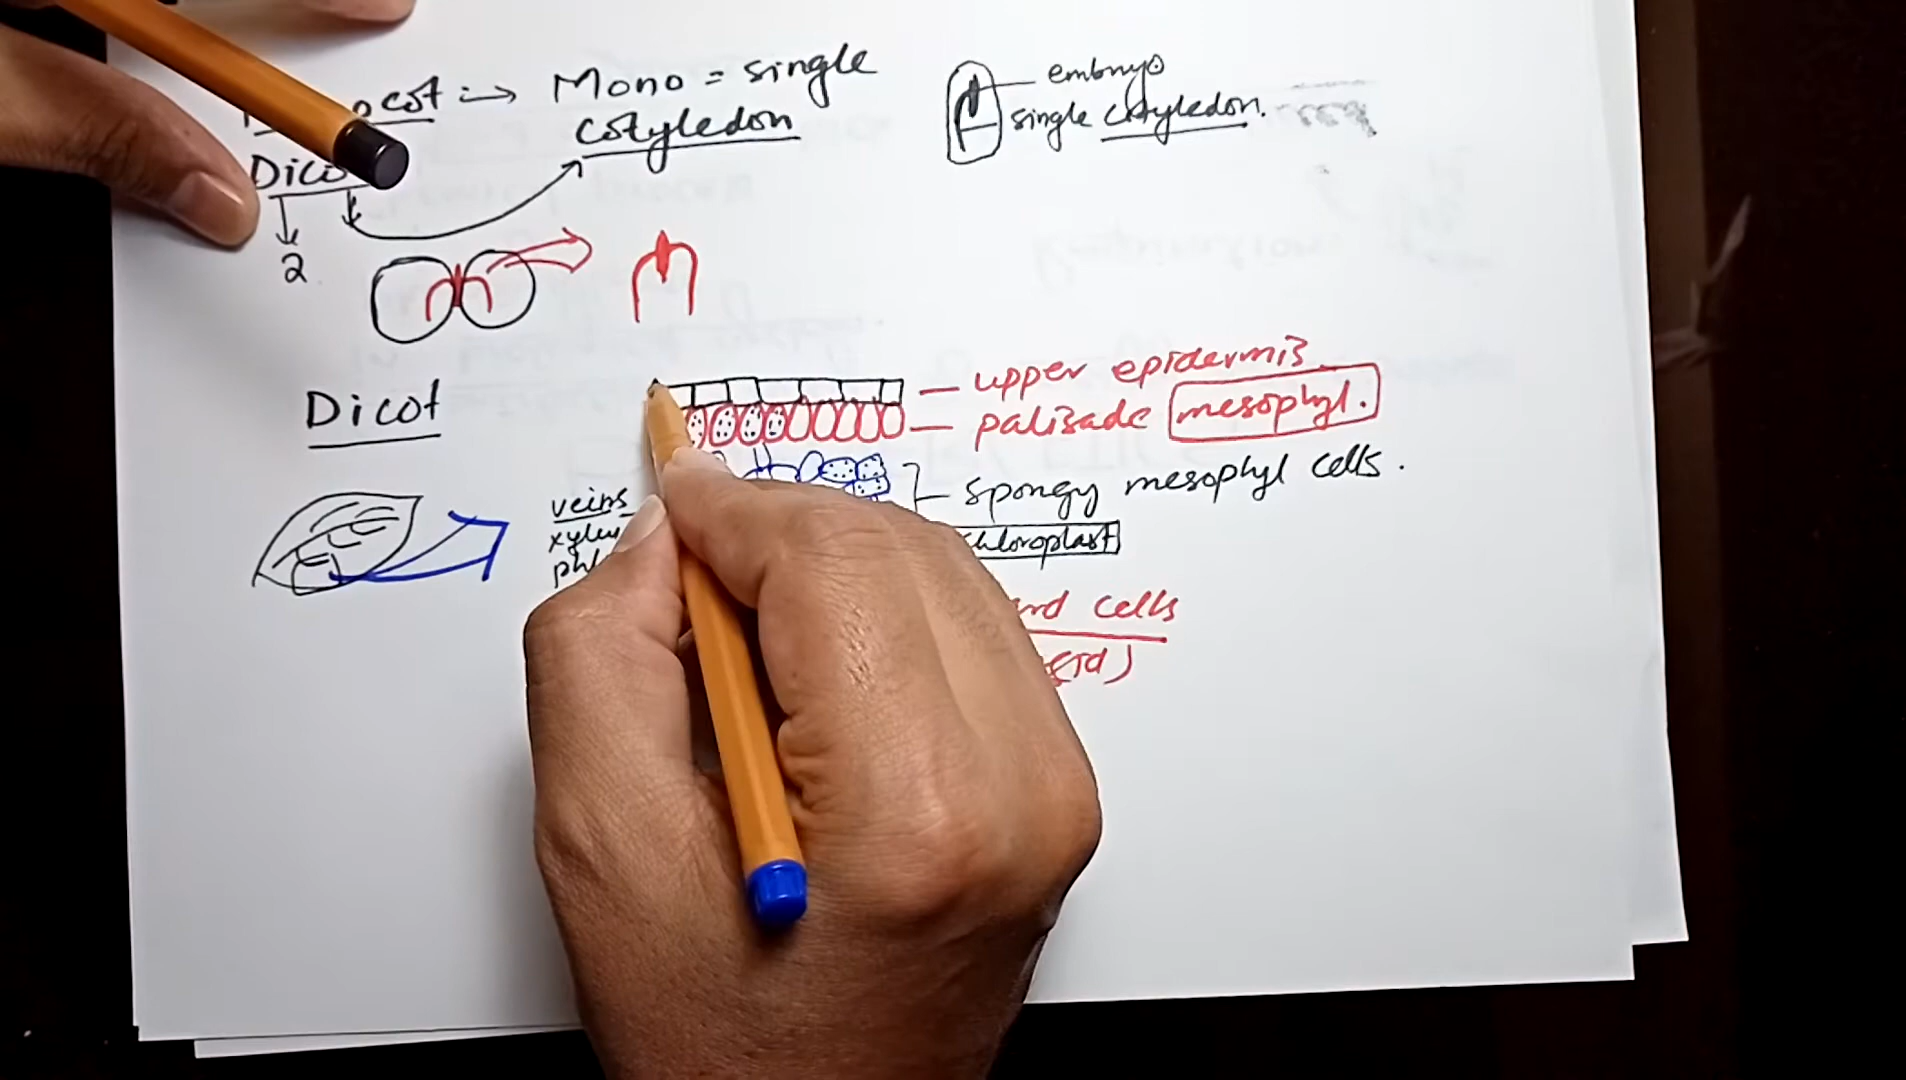 cot → Mono = single
cotyledon
embryo
single cotyledon.
Dico
2
Dicot
upper epidermis
palisade mesophyl.
spongy mesophyl cells.
veins
chloroplast
cells